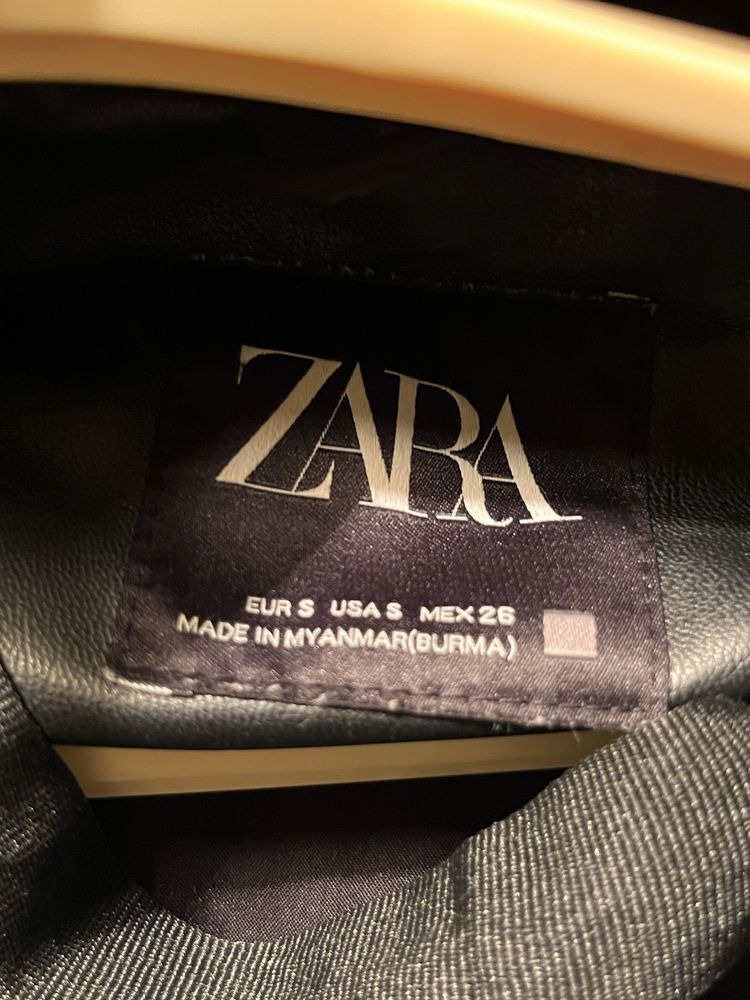 ZARA
EUR S USA S MEX 26
MADE IN MYANMAR(BURMA)